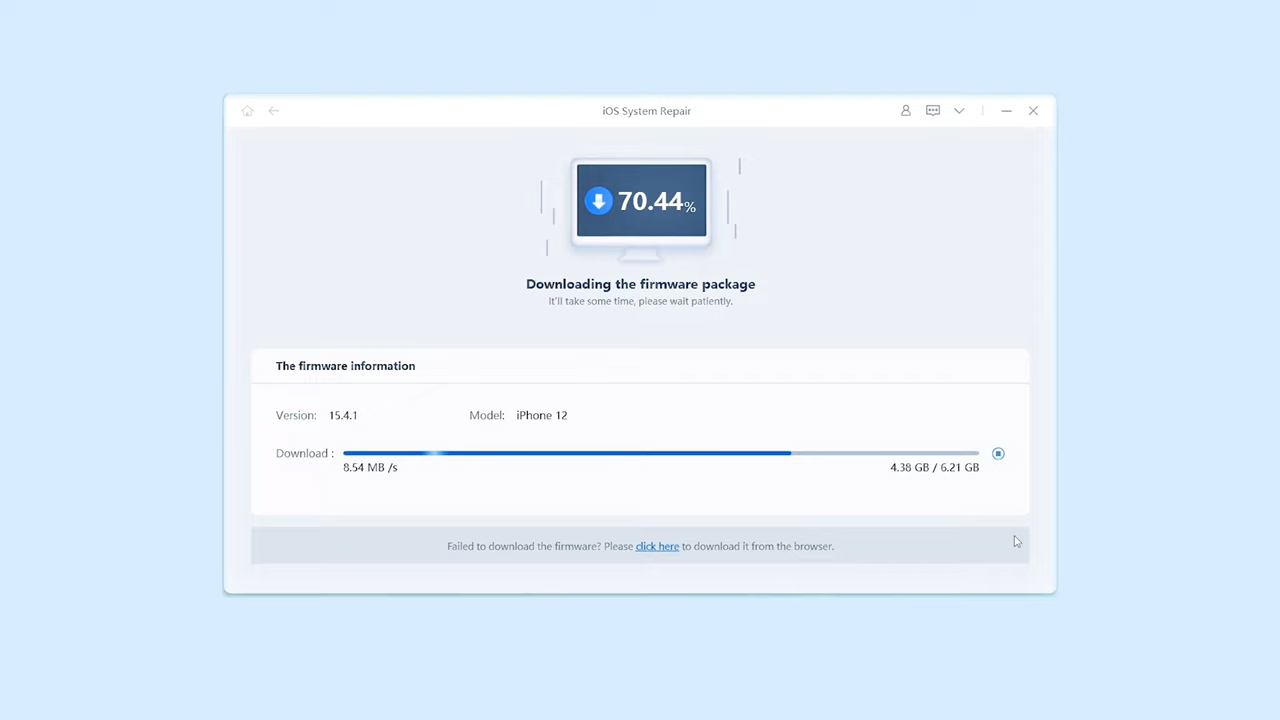 iOS System Repair
70.44%
Downloading the firmware package
It'll take some time, please wait patiently.
The firmware information
Version: 15.4.1 Model: iPhone 12
Download :
8.54 MB /s 4.38 GB / 6.21 GB
Failed to download the firmware? Please click here to download it from the browser.